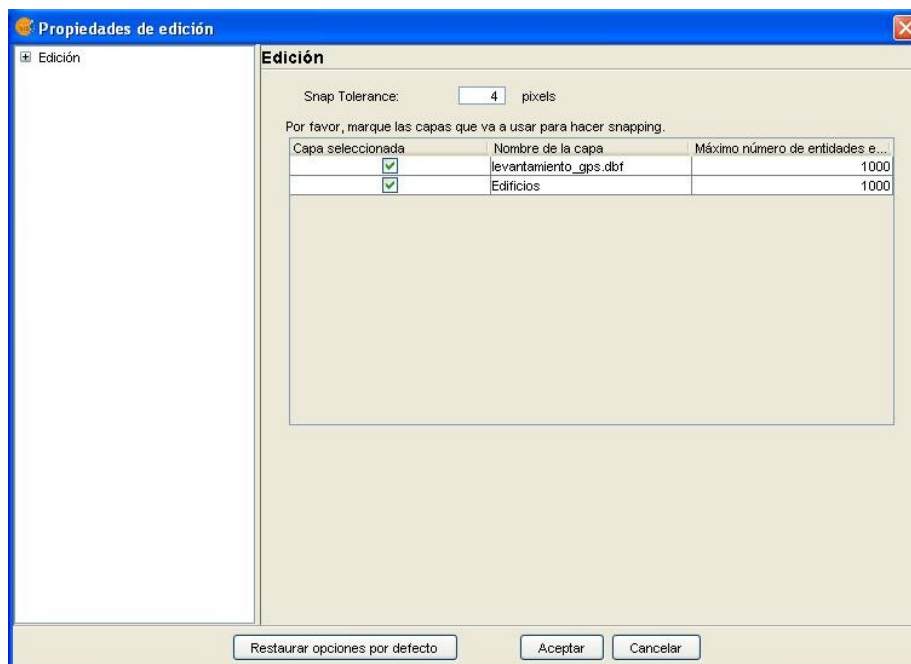 Propiedades de edición
Edición
Edición
Snap Tolerance: 4 pixels
Por favor, marque las capas que va a usar para hacer snapping.
Capa seleccionada Nombre de la capa Máximo número de entidades e...
levantamiento_gps.dbf 1000
Edificios 1000
Restaurar opciones por defecto Aceptar Cancelar